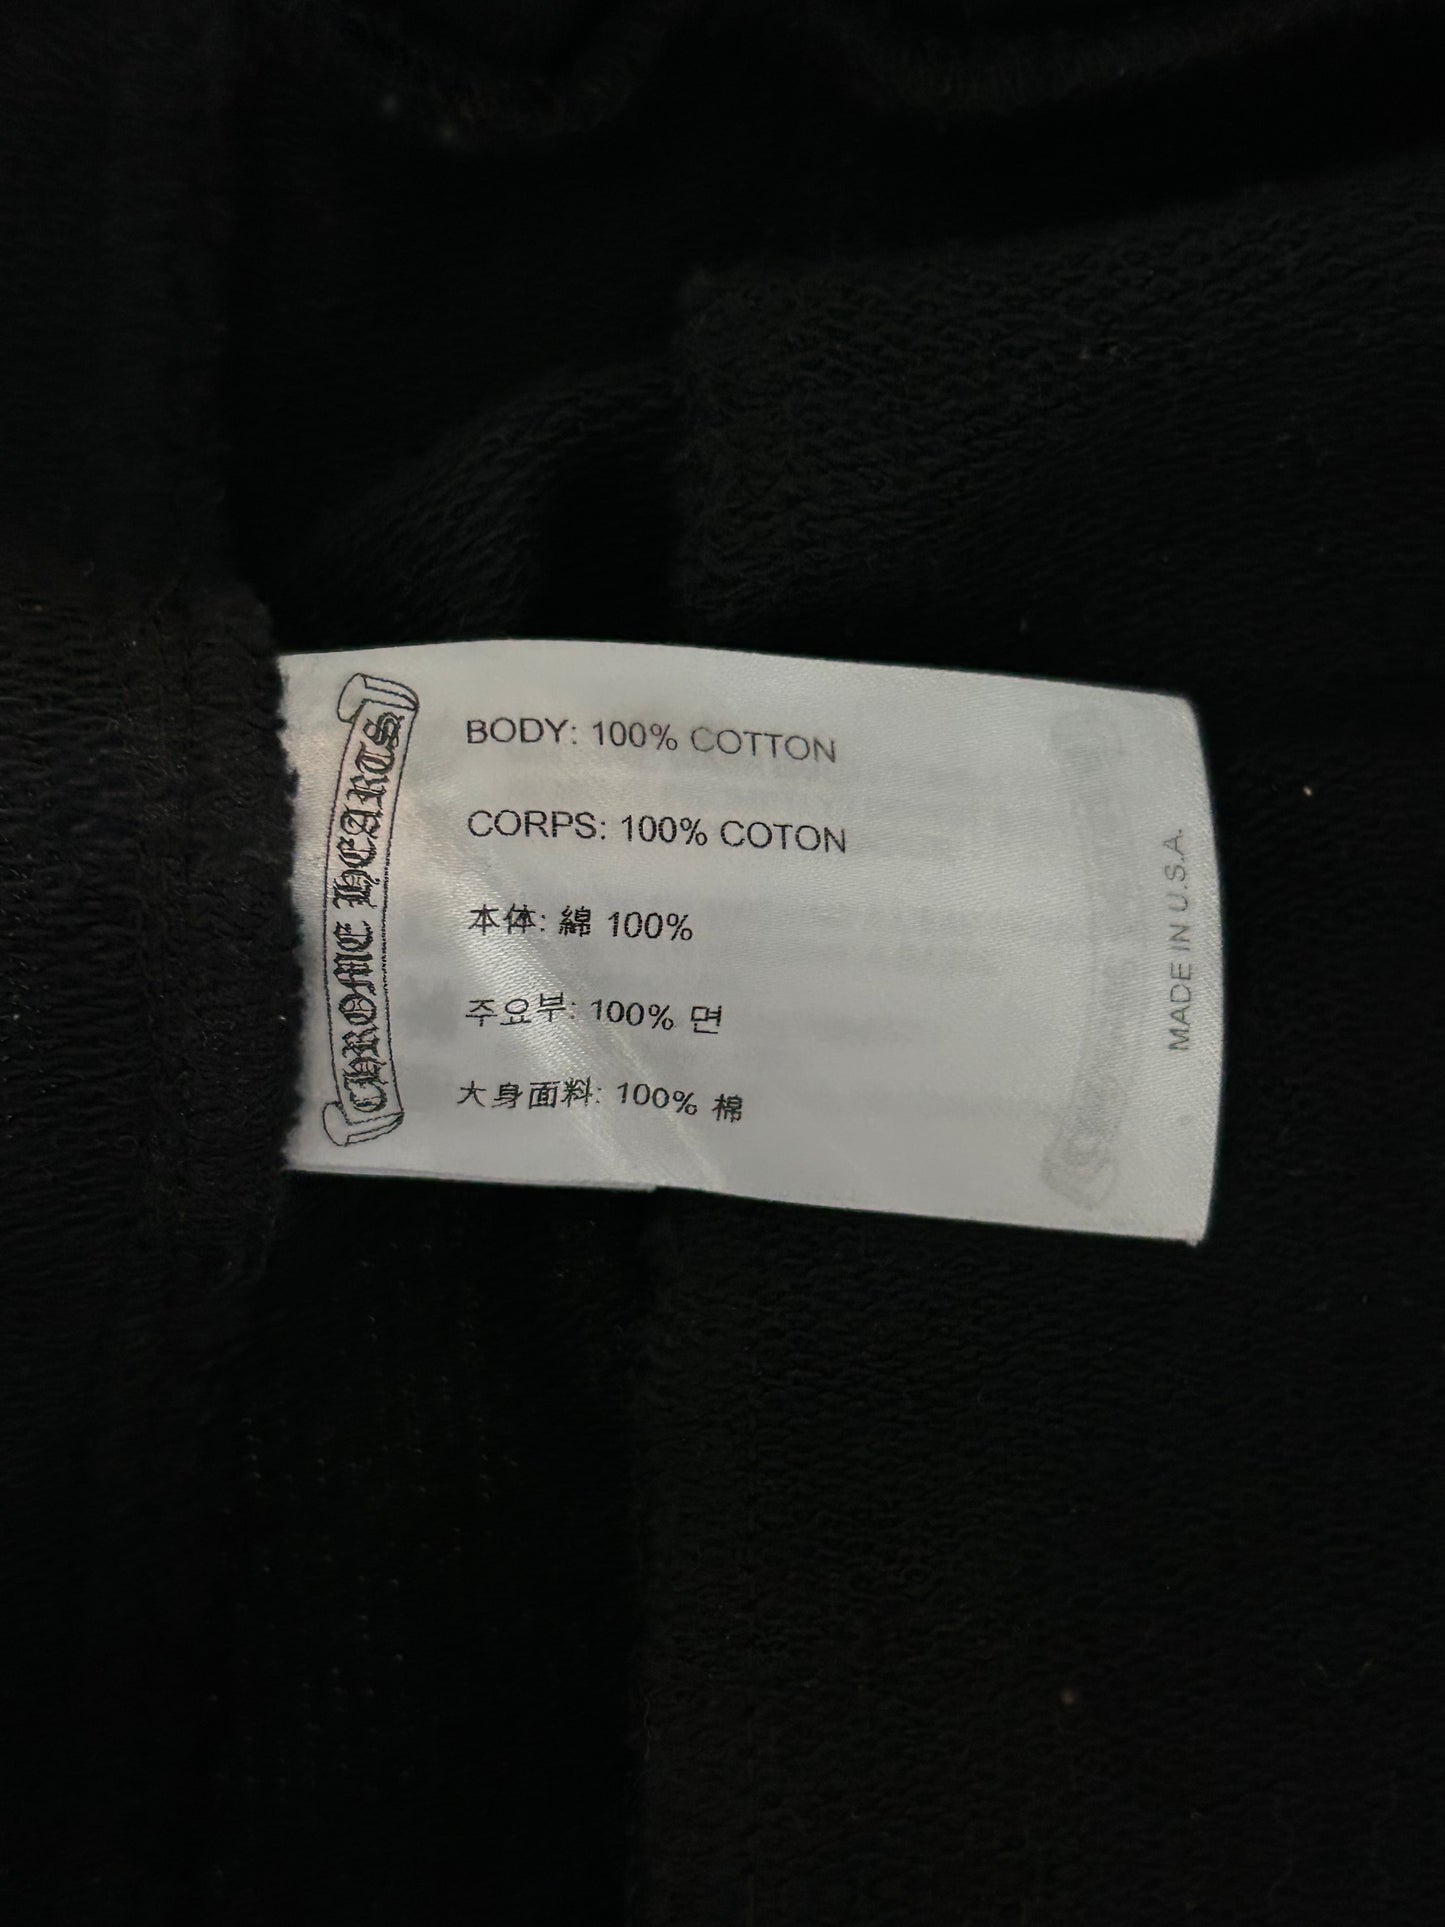 CHROME HEARTS
BODY: 100% COTTON
CORPS: 100% COTON
本体: 綿 100%
주요부: 100% 면
大身面料: 100% 棉
MADE IN U.S.A.